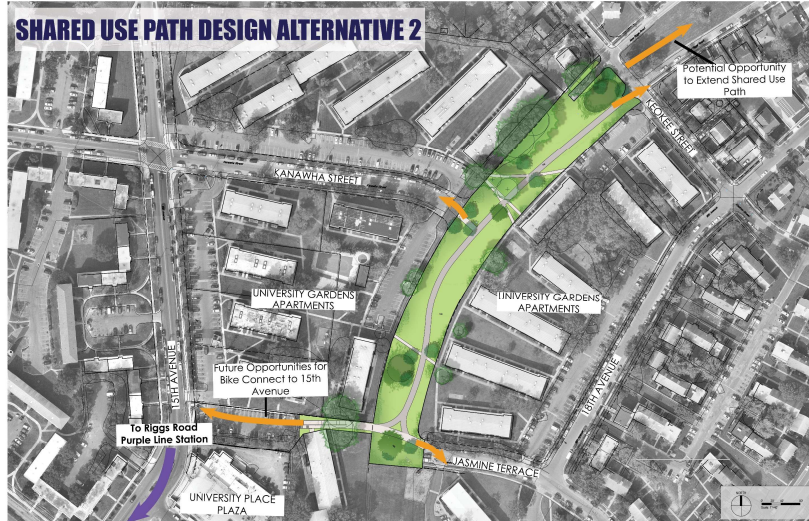 SHARED USE PATH DESIGN ALTERNATIVE 2
Potential Opportunity
to Extend Shared Use
Path
KEOKEE STREET
KANAWHA STREET
UNIVERSITY GARDENS
APARTMENTS
UNIVERSITY GARDENS
APARTMENTS
15TH AVENUE
18TH AVENUE
Future Opportunities for
Bike Connect to 15th
Avenue
To Riggs Road
Purple Line Station
JASMINE TERRACE
UNIVERSITY PLACE
PLAZA
NORTH